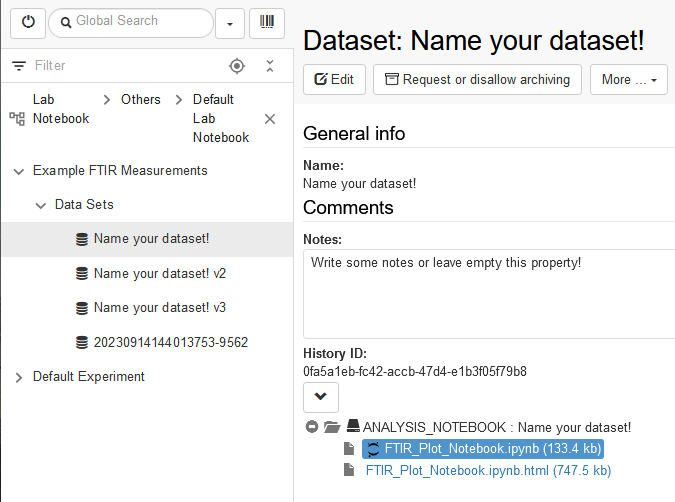 Global Search
Filter
Lab Notebook > Others > Default Lab Notebook
Example FTIR Measurements
Data Sets
Name your dataset!
Name your dataset! v2
Name your dataset! v3
20230914144013753-9562
Default Experiment
Dataset: Name your dataset!
Edit
Request or disallow archiving
More ...
General info
Name:
Name your dataset!
Comments
Notes:
Write some notes or leave empty this property!
History ID:
0fa5a1eb-fc42-accb-47d4-e1b3f05f79b8
ANALYSIS_NOTEBOOK : Name your dataset!
FTIR_Plot_Notebook.ipynb (133.4 kb)
FTIR_Plot_Notebook.ipynb.html (747.5 kb)